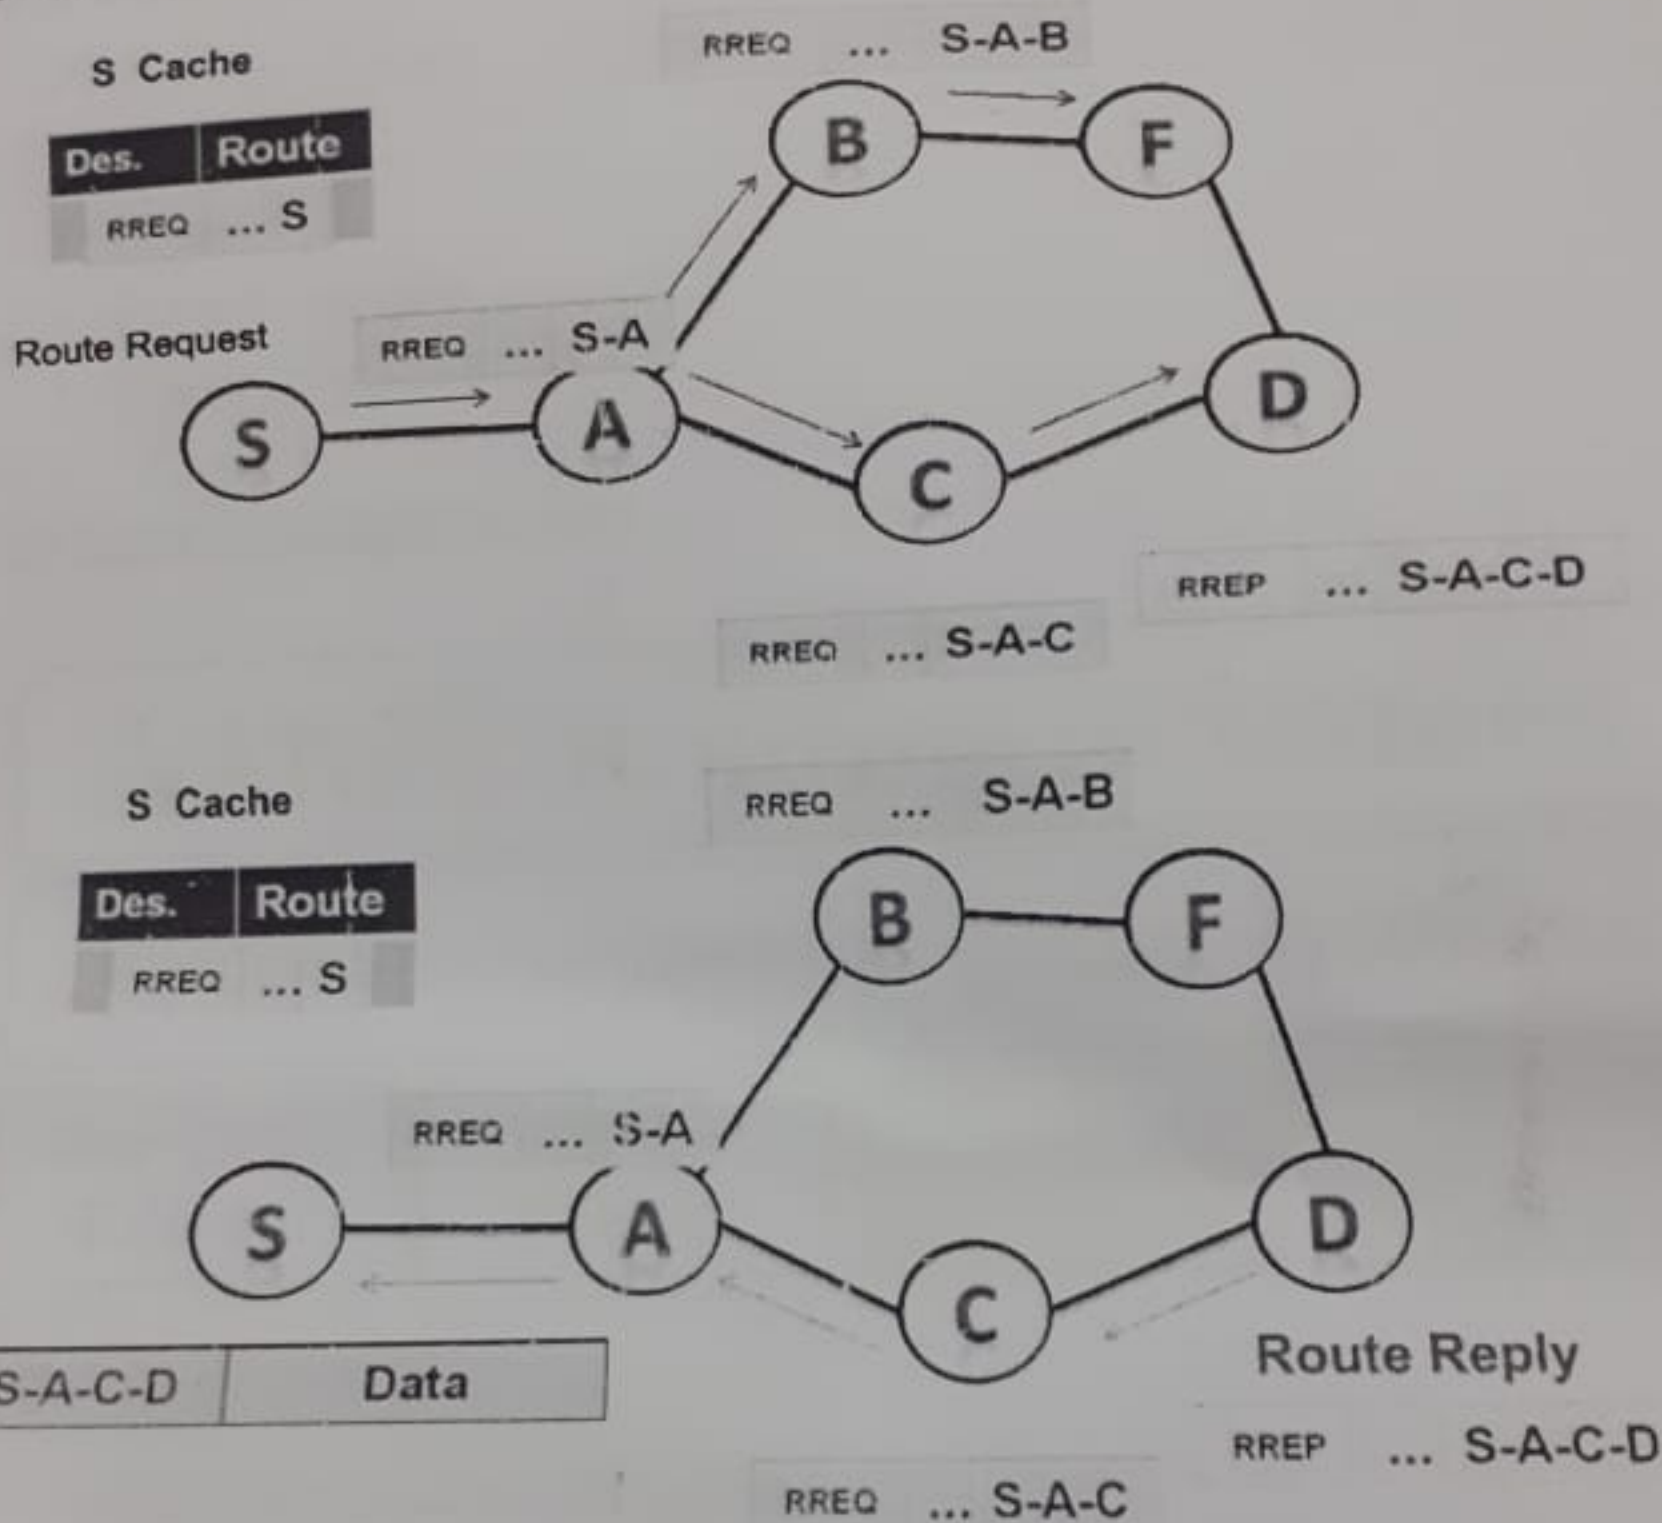 RREQ ... S-A-B
S Cache
Des. Route
RREQ ... S
B
F
Route Request
RREQ ... S-A
S
A
C
D
RREP ... S-A-C-D
RREQ ... S-A-C
S Cache
RREQ ... S-A-B
Des. Route
RREQ ... S
B
F
RREQ ... S-A
S
A
C
D
S-A-C-D Data
Route Reply
RREP ... S-A-C-D
RREQ ... S-A-C